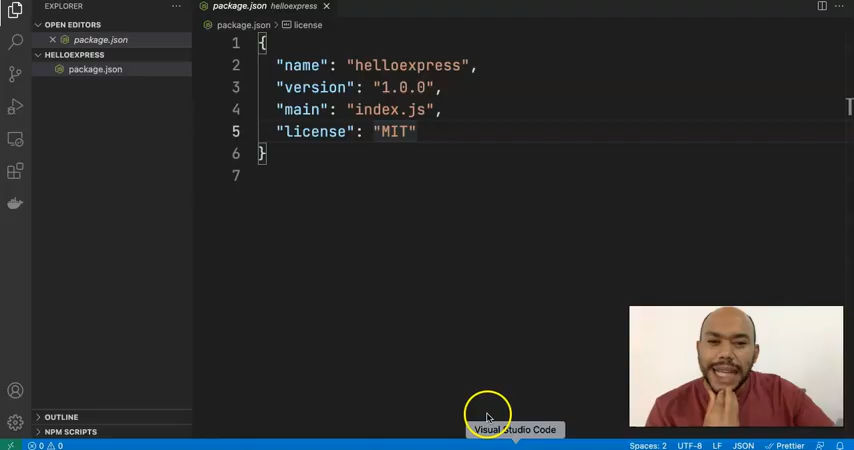 EXPLORER
OPEN EDITORS
package.json
HELLOEXPRESS
package.json
OUTLINE
NPM SCRIPTS
package.json helloexpress
package.json > license
1 {
2 "name": "helloexpress",
3 "version": "1.0.0",
4 "main": "index.js",
5 "license": "MIT"
6 }
7
Visual Studio Code
0 0
Spaces: 2 UTF-8 LF JSON Prettier